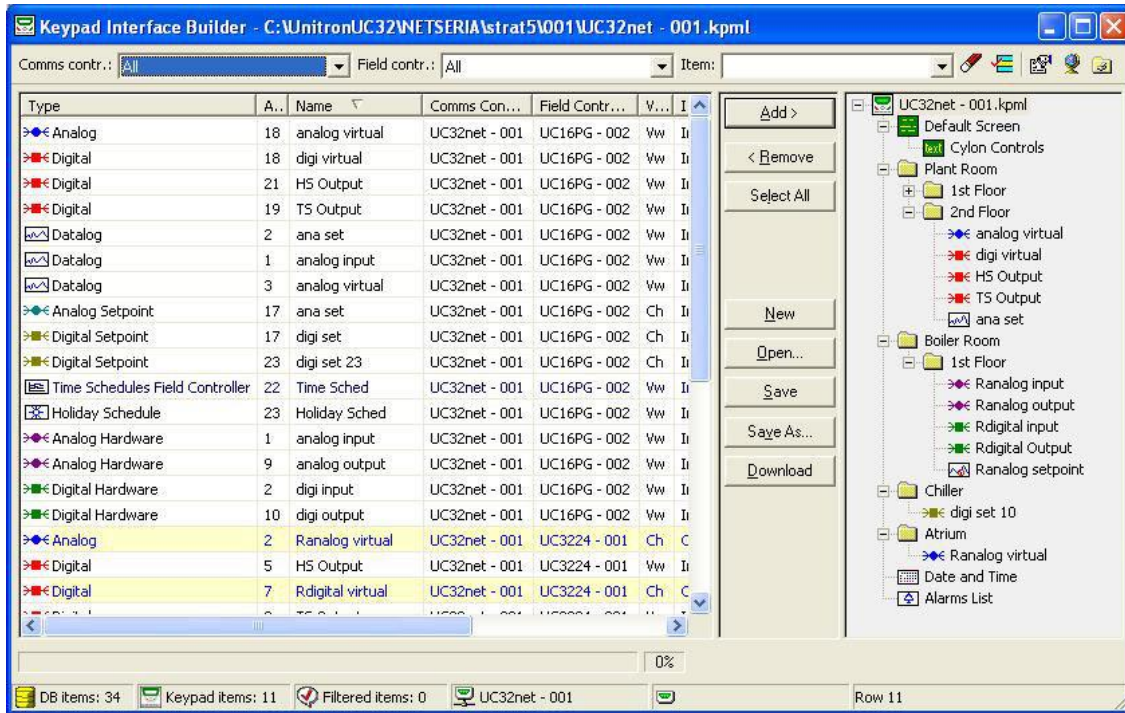 Keypad Interface Builder - C:\UnitronUC32\NETSERIA\strat5\001\UC32net - 001.kpml
Comms contr.: All Field contr.: All Item:
Type A.. Name Comms Con... Field Contr... V... I
Analog 18 analog virtual UC32net - 001 UC16PG - 002 Vw
Digital 18 digi virtual UC32net - 001 UC16PG - 002 Vw
Digital 21 HS Output UC32net - 001 UC16PG - 002 Vw
Digital 19 TS Output UC32net - 001 UC16PG - 002 Vw
Datalog 2 ana set UC32net - 001 UC16PG - 002 Vw
Datalog 1 analog input UC32net - 001 UC16PG - 002 Vw
Datalog 3 analog virtual UC32net - 001 UC16PG - 002 Vw
Analog Setpoint 17 ana set UC32net - 001 UC16PG - 002 Ch
Digital Setpoint 17 digi set UC32net - 001 UC16PG - 002 Ch
Digital Setpoint 23 digi set 23 UC32net - 001 UC16PG - 002 Ch
Time Schedules Field Controller 22 Time Sched UC32net - 001 UC16PG - 002 Vw
Holiday Schedule 23 Holiday Sched UC32net - 001 UC16PG - 002 Vw
Analog Hardware 1 analog input UC32net - 001 UC16PG - 002 Vw
Analog Hardware 9 analog output UC32net - 001 UC16PG - 002 Vw
Digital Hardware 2 digi input UC32net - 001 UC16PG - 002 Vw
Digital Hardware 10 digi output UC32net - 001 UC16PG - 002 Vw
Analog 2 Ranalog virtual UC32net - 001 UC3224 - 001 Ch
Digital 5 HS Output UC32net - 001 UC3224 - 001 Vw
Digital 7 Rdigital virtual UC32net - 001 UC3224 - 001 Ch
Add >
< Remove
Select All
New
Open...
Save
Save As...
Download
UC32net - 001.kpml
Default Screen
text Cylon Controls
Plant Room
1st Floor
2nd Floor
analog virtual
digi virtual
HS Output
TS Output
ana set
Boiler Room
1st Floor
Ranalog input
Ranalog output
Rdigital input
Rdigital Output
Ranalog setpoint
Chiller
digi set 10
Atrium
Ranalog virtual
Date and Time
Alarms List
0%
DB items: 34 Keypad items: 11 Filtered items: 0 UC32net - 001 Row 11